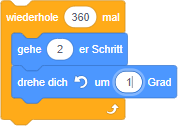 wiederhole 360 mal
gehe 2 er Schritt
drehe dich um 1 Grad